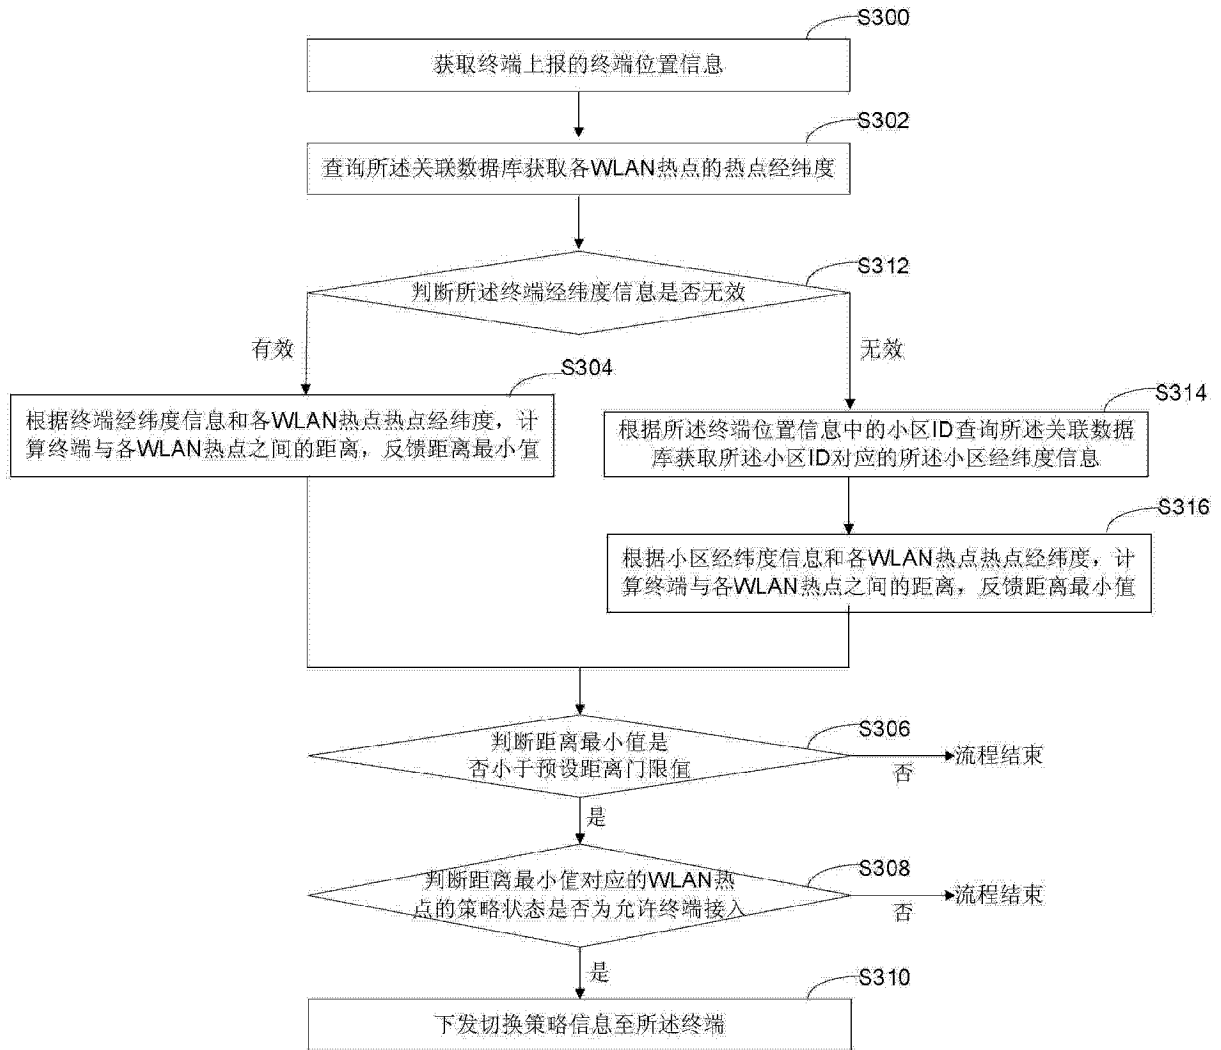 S300
获取终端上报的终端位置信息
S302
查询所述关联数据库获取各WLAN热点的热点经纬度
S312
判断所述终端经纬度信息是否无效
有效
无效
S304
根据终端经纬度信息和各WLAN热点热点经纬度，计
算终端与各WLAN热点之间的距离，反馈距离最小值
S314
根据所述终端位置信息中的小区ID查询所述关联数据
库获取所述小区ID对应的所述小区经纬度信息
S316
根据小区经纬度信息和各WLAN热点热点经纬度，计
算终端与各WLAN热点之间的距离，反馈距离最小值
S306
判断距离最小值是
否小于预设距离门限值
否
流程结束
是
S308
判断距离最小值对应的WLAN热
点的策略状态是否为允许终端接入
否
流程结束
是
S310
下发切换策略信息至所述终端